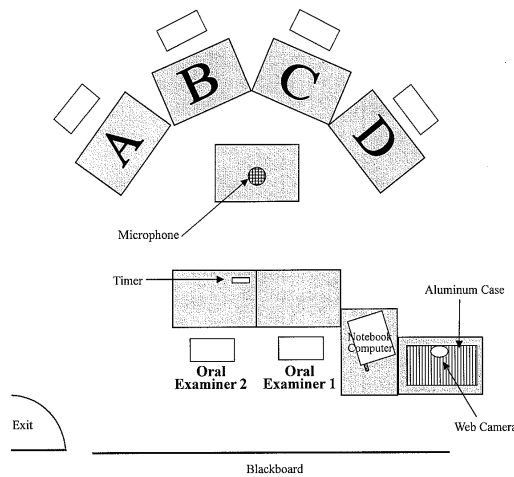 A
B
C
D
Microphone
Timer
Aluminum Case
Notebook
Computer
Oral
Examiner 2
Oral
Examiner 1
Exit
Web Camera
Blackboard